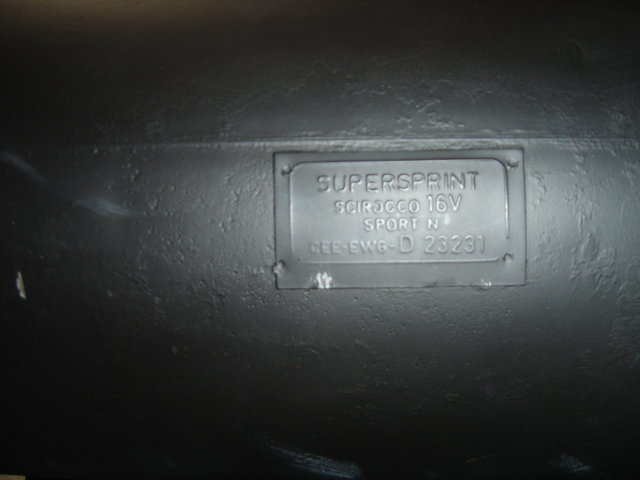 SUPERSPRINT
SCIROCCO 16V
SPORT N
CEE-EWG-D 23231